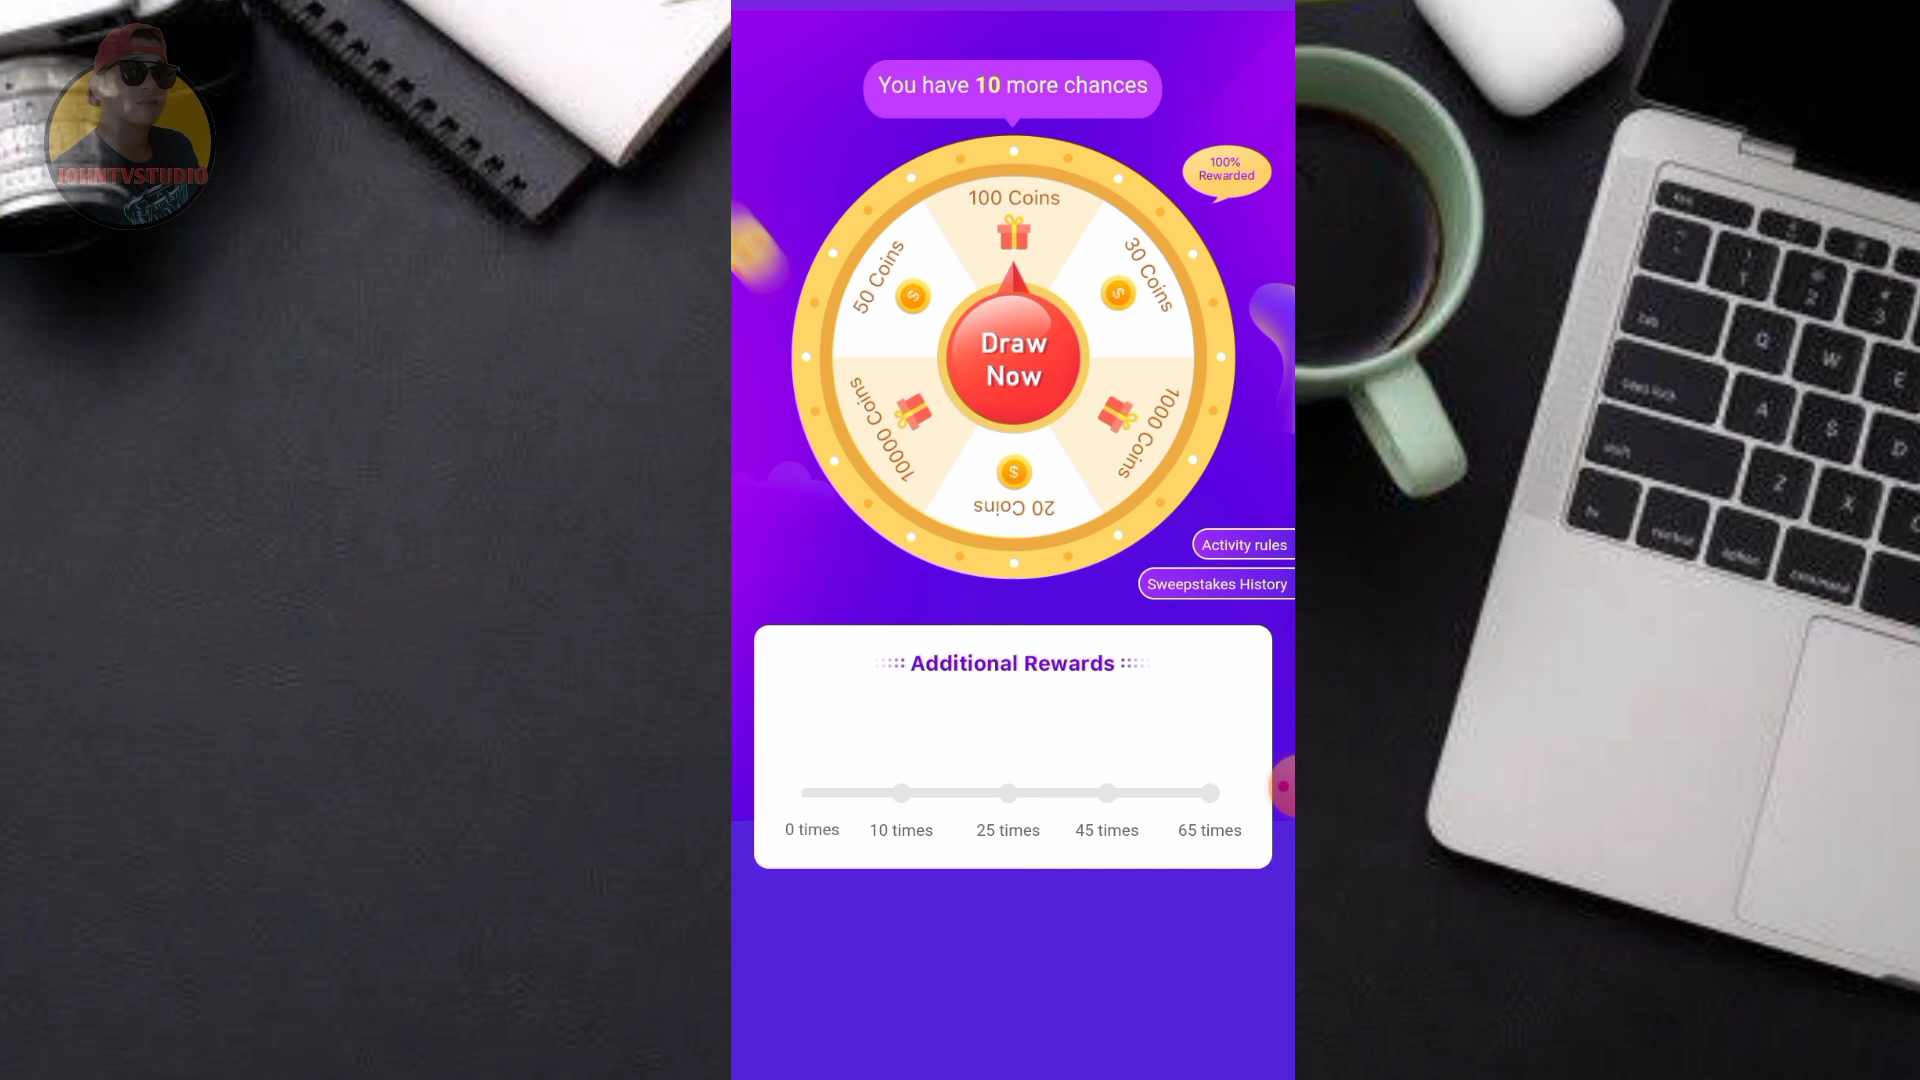 JOHNTVSTUDIO
You have 10 more chances
100%
Rewarded
100 Coins
50 Coins
30 Coins
Draw
Now
10000 Coins
1000 Coins
20 Coins
Activity rules
Sweepstakes History
Additional Rewards
0 times
10 times
25 times
45 times
65 times
Q
W
E
A
S
D
Z
X